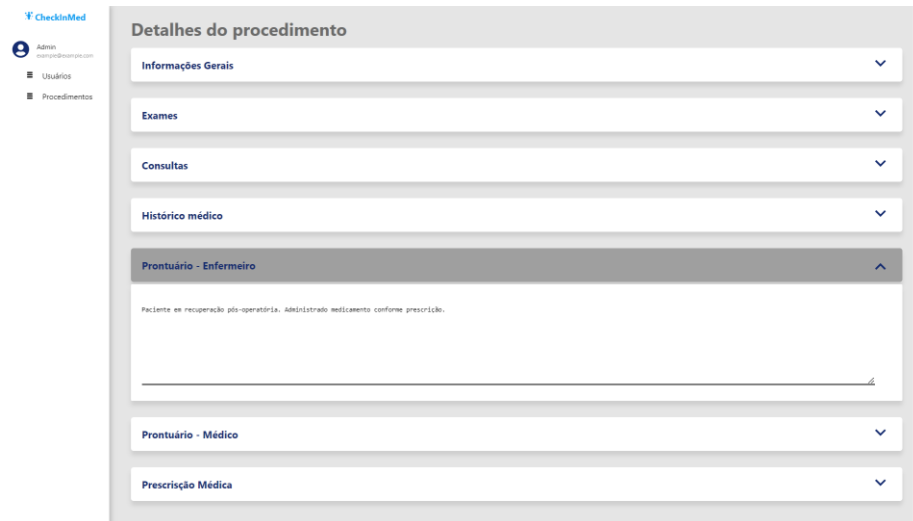 CheckInMed
Admin
example@example.com
Usuários
Procedimentos
Detalhes do procedimento
Informações Gerais
Exames
Consultas
Histórico médico
Prontuário - Enfermeiro
Paciente em recuperação pós-operatória. Administrado medicamento conforme prescrição.
Prontuário - Médico
Prescrisção Médica